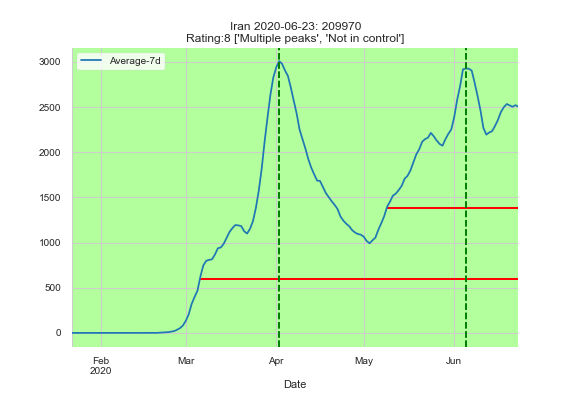 Iran 2020-06-23: 209970
Rating:8 ['Multiple peaks', 'Not in control']
Average-7d
3000
2500
2000
1500
1000
500
0
Feb
2020
Mar
Apr
May
Jun
Date